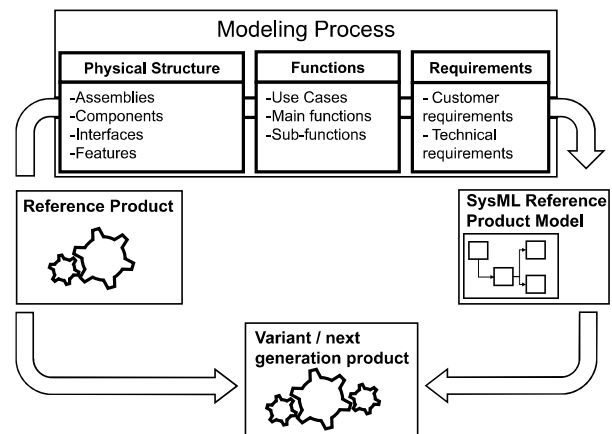 Modeling Process
Physical Structure
-Assemblies
-Components
-Interfaces
-Features
Functions
-Use Cases
-Main functions
-Sub-functions
Requirements
- Customer
requirements
- Technical
requirements
Reference Product
SysML Reference
Product Model
Variant / next
generation product